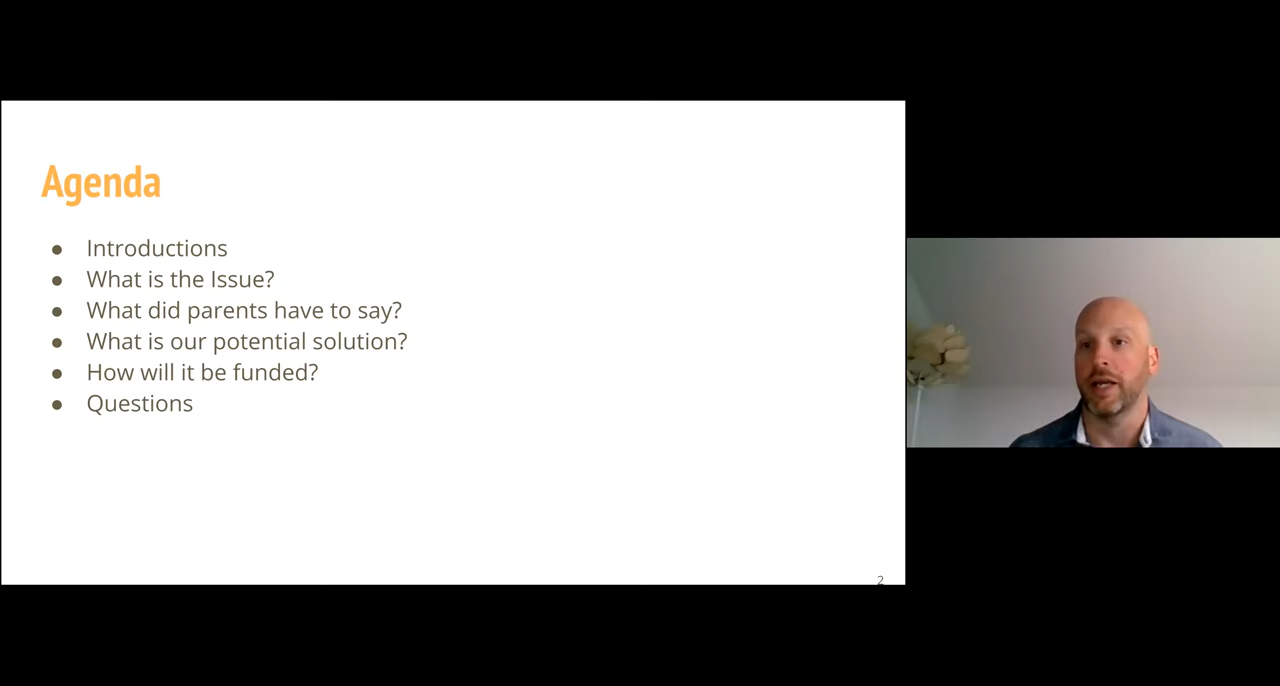 Agenda
● Introductions
● What is the Issue?
● What did parents have to say?
● What is our potential solution?
● How will it be funded?
● Questions
2